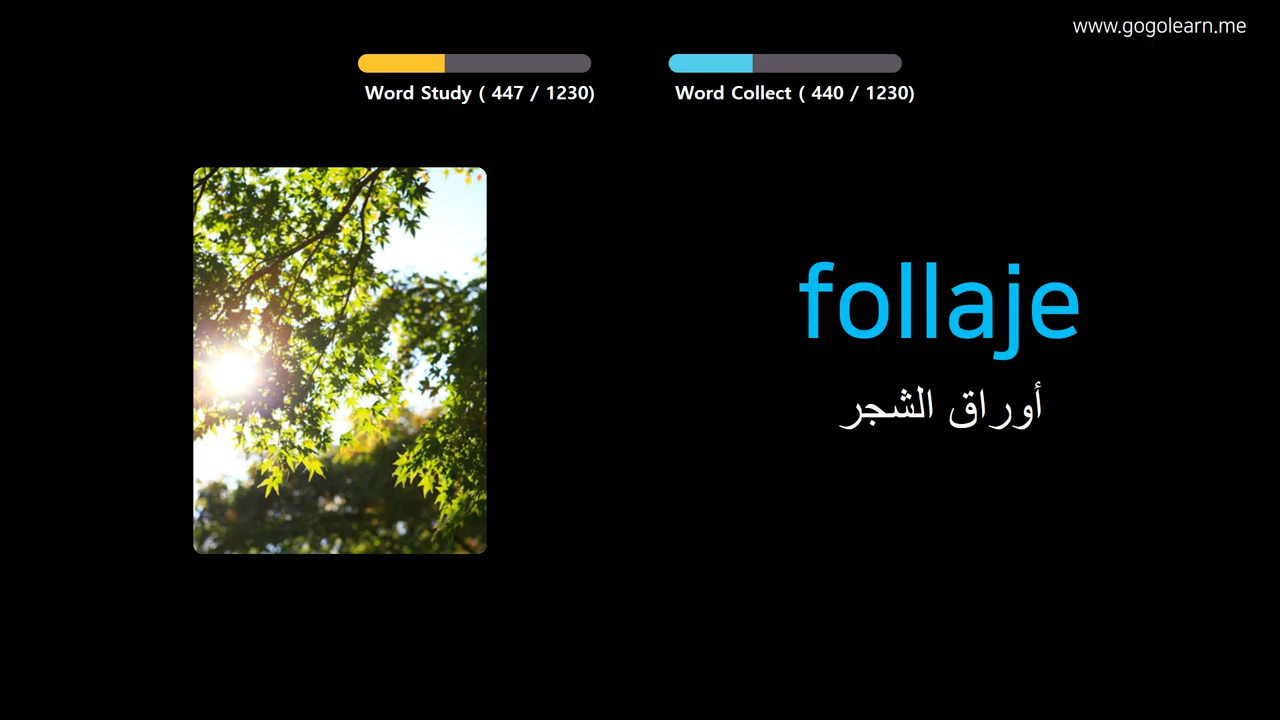 www.gogolearn.me
Word Study ( 447 / 1230)
Word Collect ( 440 / 1230)
follaje
أوراق الشجر